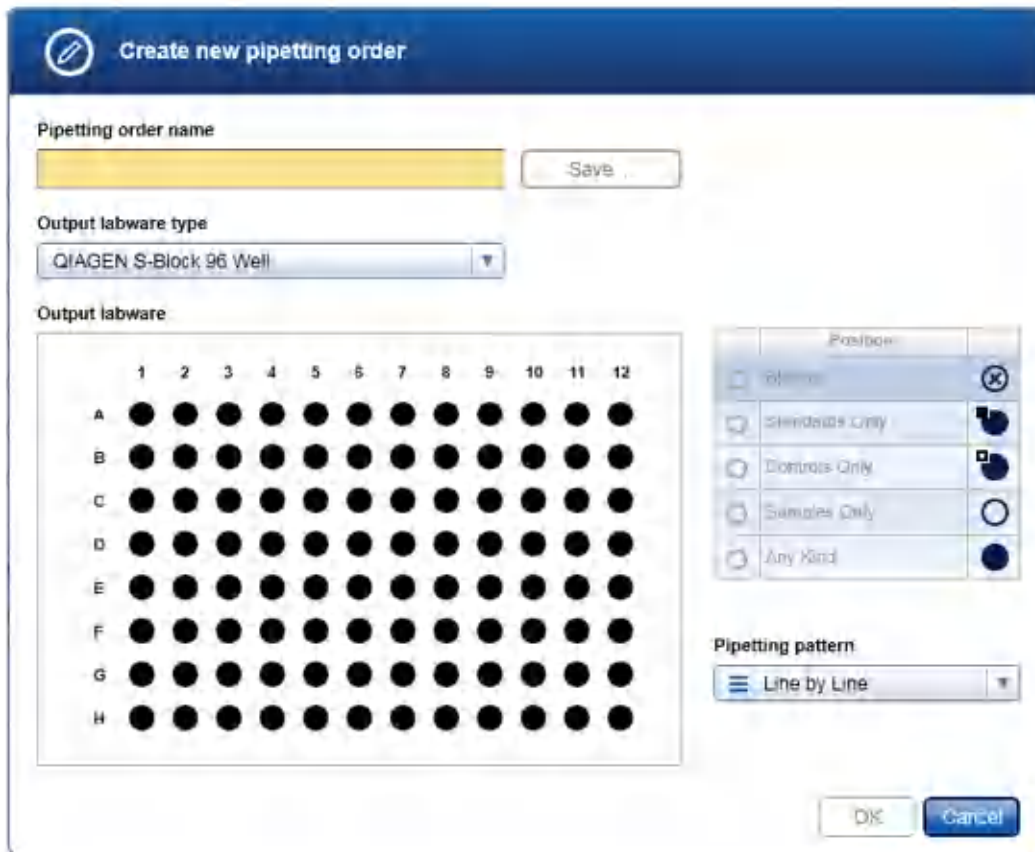 Create new pipetting order
Pipetting order name
Save ...
Output labware type
QIAGEN S-Block 96 Well
Output labware
1 2 3 4 5 6 7 8 9 10 11 12
A
B
C
D
E
F
G
H
Position
Standards Only
Controls Only
Samples Only
Any Kind
Pipetting pattern
Line by Line
OK
Cancel